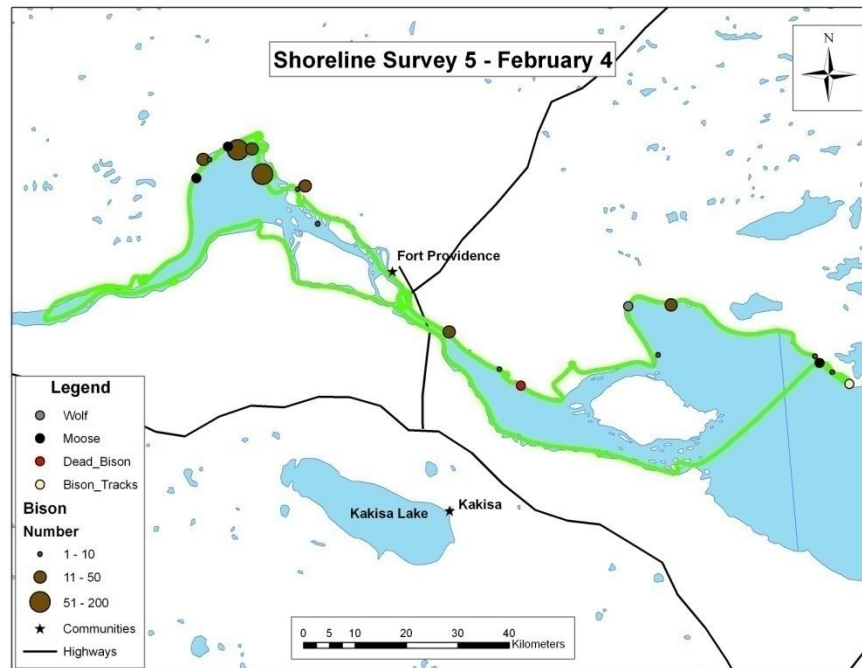 Shoreline Survey 5 - February 4
N
Fort Providence
Legend
Wolf
Moose
Dead_Bison
Bison_Tracks
Bison
Number
1 - 10
11 - 50
51 - 200
Communities
Highways
Kakisa Lake
Kakisa
0 5 10 20 30 40
Kilometers